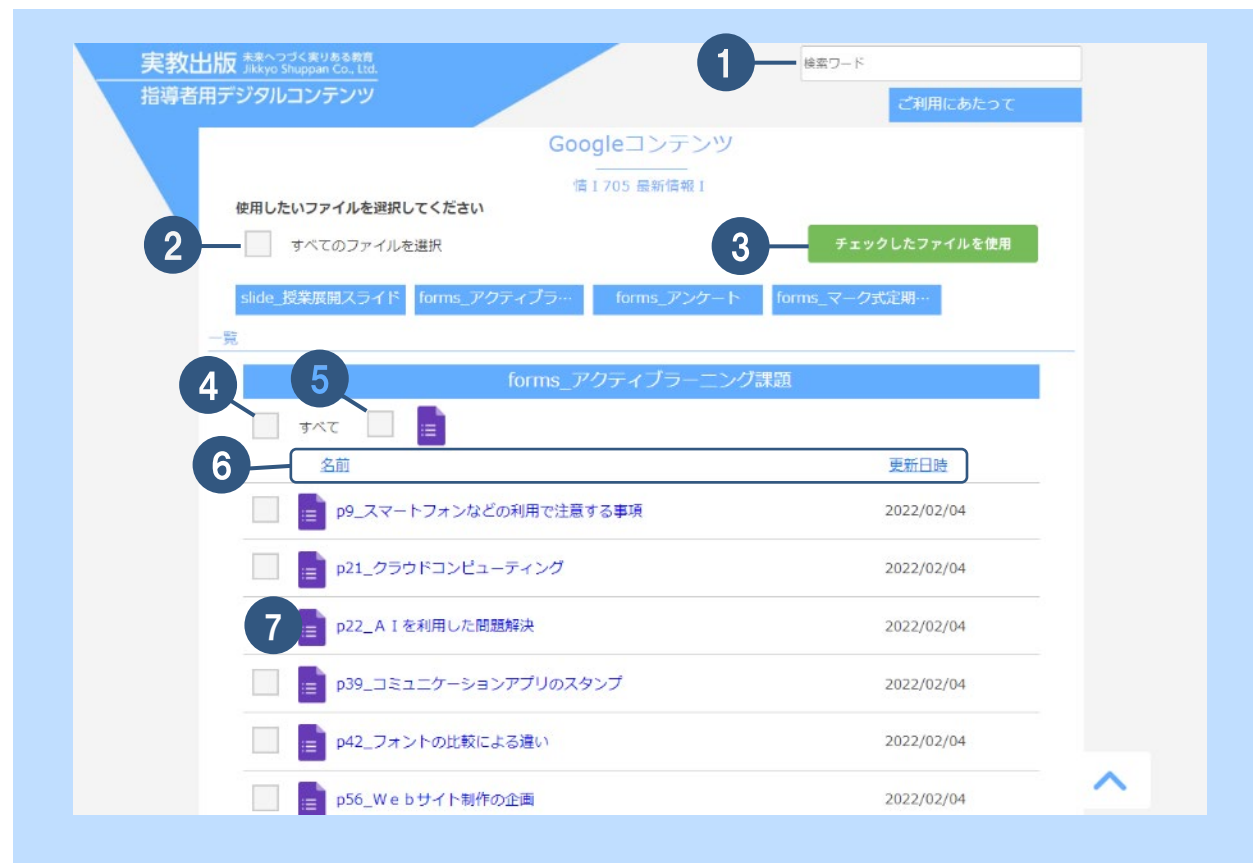 実教出版 未来へつづく実りある教育
Jikkyo Shuppan Co., Ltd.
指導者用デジタルコンテンツ
1
検索ワード
ご利用にあたって
Googleコンテンツ
情Ⅰ705 最新情報Ⅰ
使用したいファイルを選択してください
2
すべてのファイルを選択
3
チェックしたファイルを使用
slide_授業展開スライド forms_アクティブラ… forms_アンケート forms_マーク式定期…
一覧
forms_アクティブラーニング課題
4
5
すべて
6
名前 更新日時
p9_スマートフォンなどの利用で注意する事項 2022/02/04
p21_クラウドコンピューティング 2022/02/04
7
p22_AIを利用した問題解決 2022/02/04
p39_コミュニケーションアプリのスタンプ 2022/02/04
p42_フォントの比較による違い 2022/02/04
p56_Webサイト制作の企画 2022/02/04